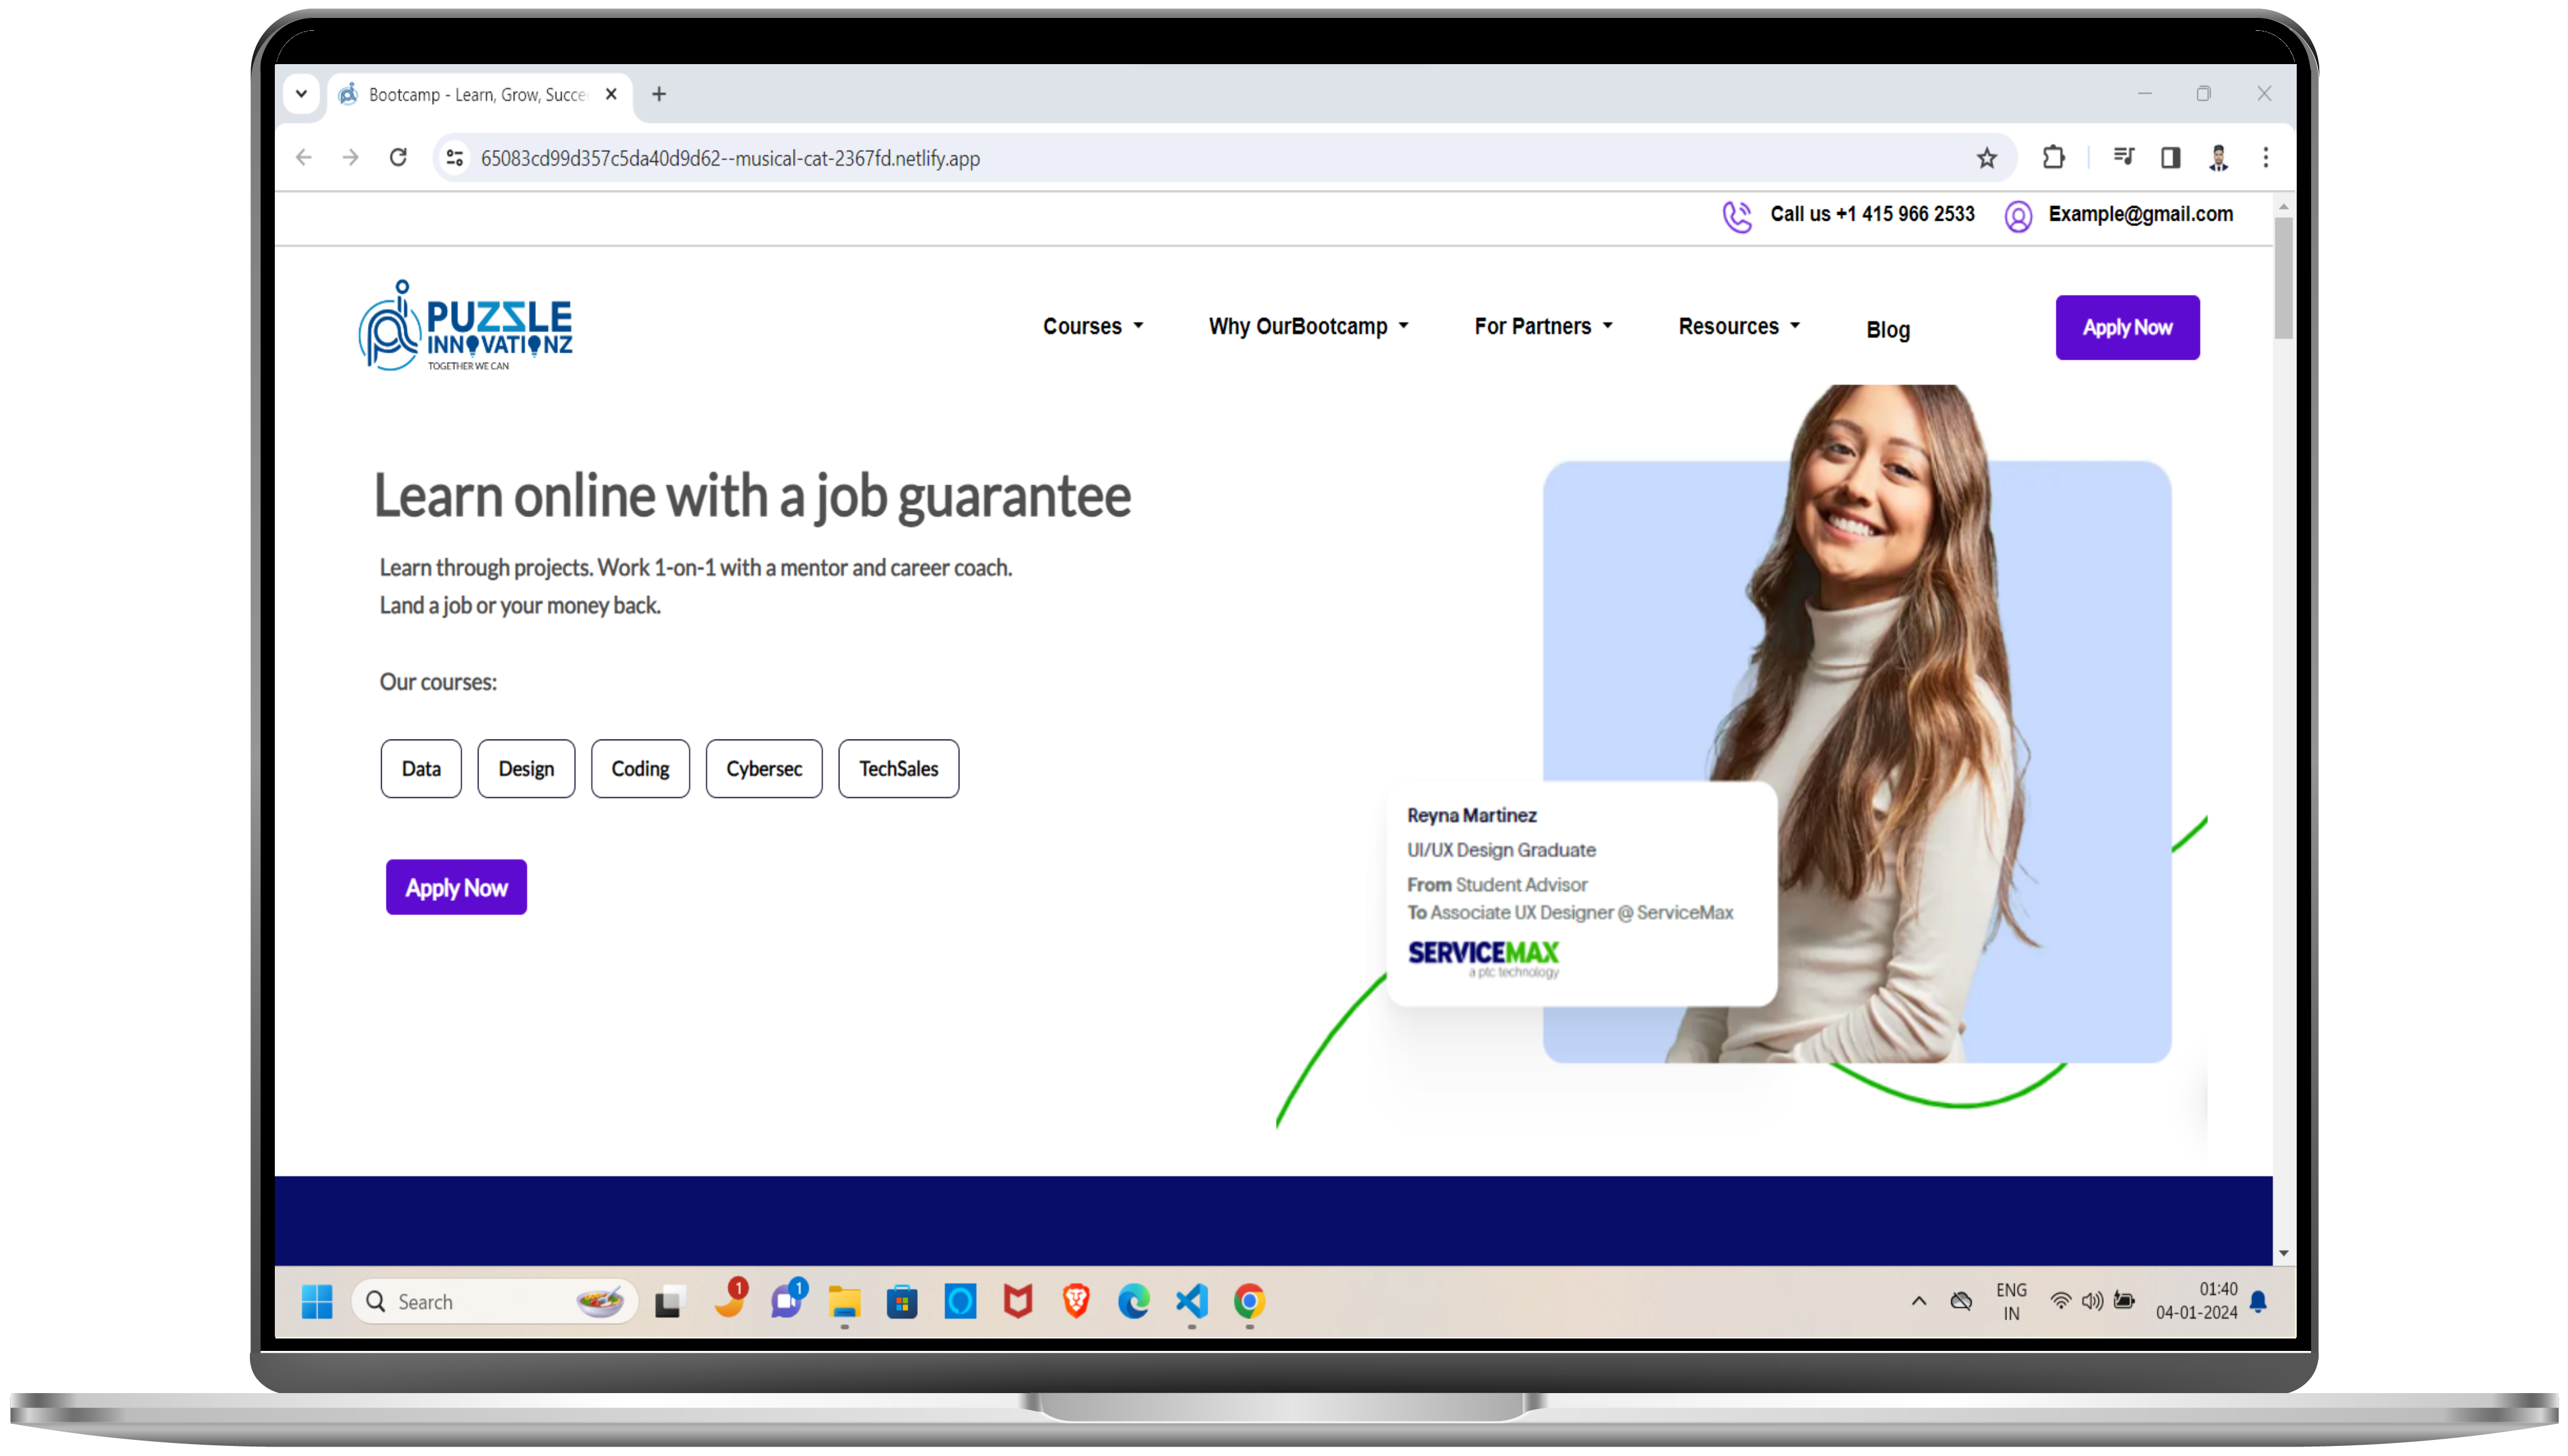 Bootcamp - Learn, Grow, Succe
65083cd99d357c5da40d9d62--musical-cat-2367fd.netlify.app
Call us +1 415 966 2533
Example@gmail.com
PUZZLE
INNOVATIONZ
TOGETHER WE CAN
Courses
Why OurBootcamp
For Partners
Resources
Blog
Apply Now
Learn online with a job guarantee
Learn through projects. Work 1-on-1 with a mentor and career coach.
Land a job or your money back.
Our courses:
Data
Design
Coding
Cybersec
TechSales
Apply Now
Reyna Martinez
UI/UX Design Graduate
From Student Advisor
To Associate UX Designer @ ServiceMax
SERVICEMAX
a ptc technology
Search
1
1
ENG
IN
01:40
04-01-2024